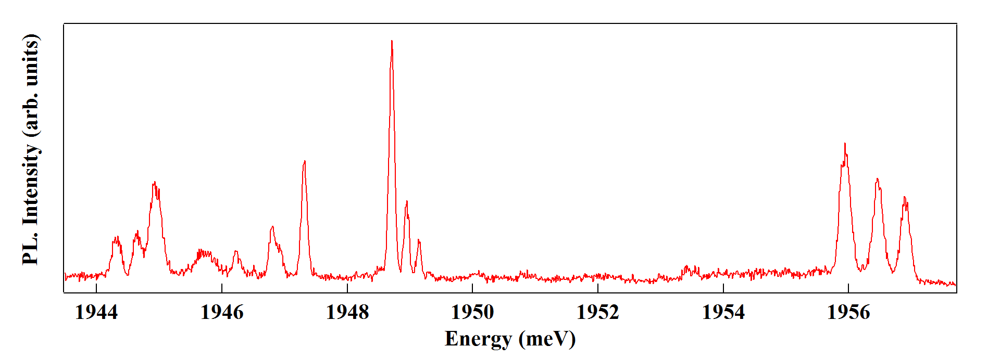 PL. Intensity (arb. units)
1944 1946 1948 1950 1952 1954 1956
Energy (meV)